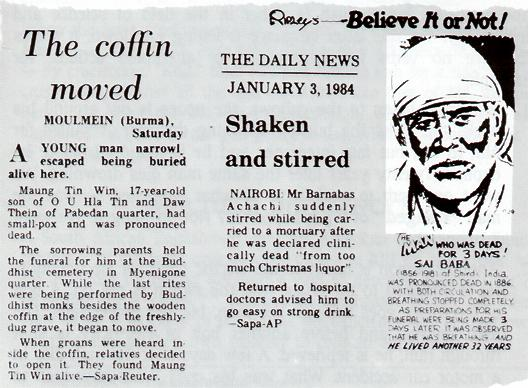 The coffin
moved
MOULMEIN (Burma),
Saturday
A YOUNG man narrowl
escaped being buried
alive here.
Maung Tin Win, 17-year-old
son of O U Hla Tin and Daw
Thein of Pabedan quarter, had
small-pox and was pronounced
dead.
The sorrowing parents held
the funeral for him at the Bud-
dhist cemetery in Myenigone
quarter. While the last rites
were being performed by Bud-
dhist monks besides the wooden
coffin at the edge of the freshly-
dug grave, it began to move.
When groans were heard in-
side the coffin, relatives decided
to open it. They found Maung
Tin Win alive.—Sapa-Reuter.
THE DAILY NEWS
JANUARY 3, 1984
Shaken
and stirred
NAIROBI: Mr Barnabas
Achachi suddenly
stirred while being car-
ried to a mortuary after
he was declared clini-
cally dead "from too
much Christmas liquor".
Returned to hospital,
doctors advised him to
go easy on strong drink.
—Sapa-AP
Ripley's—Believe It or Not!
THE MAN WHO WAS DEAD
FOR 3 DAYS!
SAI BABA
(1856-1918) of Shirdi, India,
WAS PRONOUNCED DEAD IN 1886,
WITH BOTH CIRCULATION AND
BREATHING STOPPED COMPLETELY.
AS PREPARATIONS FOR HIS
FUNERAL WERE BEING MADE 3
DAYS LATER, IT WAS OBSERVED
THAT HE WAS BREATHING AND
HE LIVED ANOTHER 32 YEARS